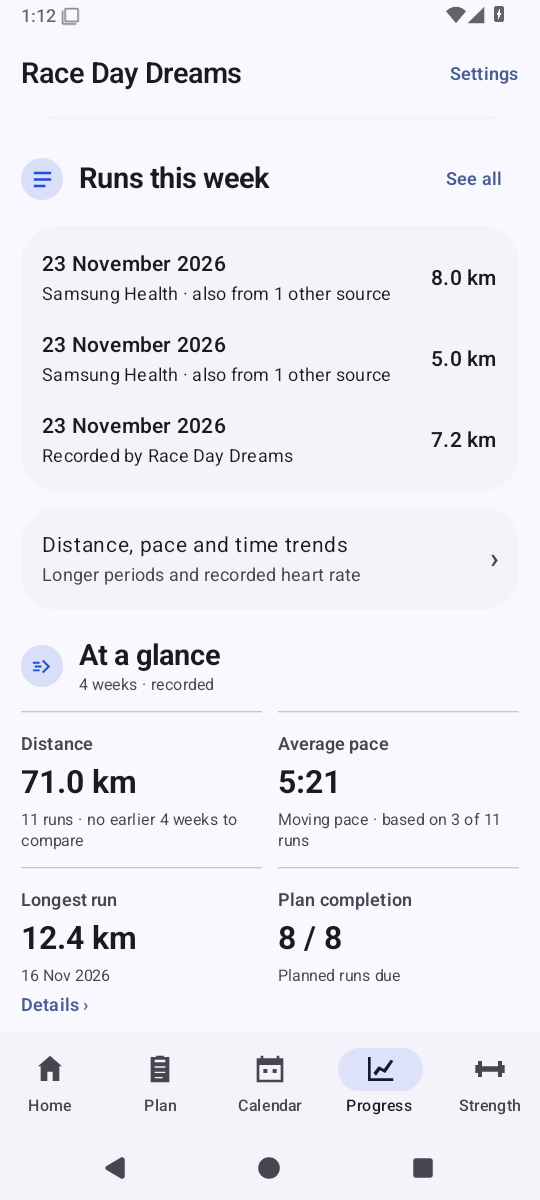 1:12
Race Day Dreams
Settings
Runs this week
See all
23 November 2026
8.0 km
Samsung Health · also from 1 other source
23 November 2026
5.0 km
Samsung Health · also from 1 other source
23 November 2026
7.2 km
Recorded by Race Day Dreams
Distance, pace and time trends
Longer periods and recorded heart rate
At a glance
4 weeks · recorded
Distance
71.0 km
11 runs · no earlier 4 weeks to
compare
Average pace
5:21
Moving pace · based on 3 of 11
runs
Longest run
12.4 km
16 Nov 2026
Details ›
Plan completion
8 / 8
Planned runs due
Home
Plan
Calendar
Progress
Strength